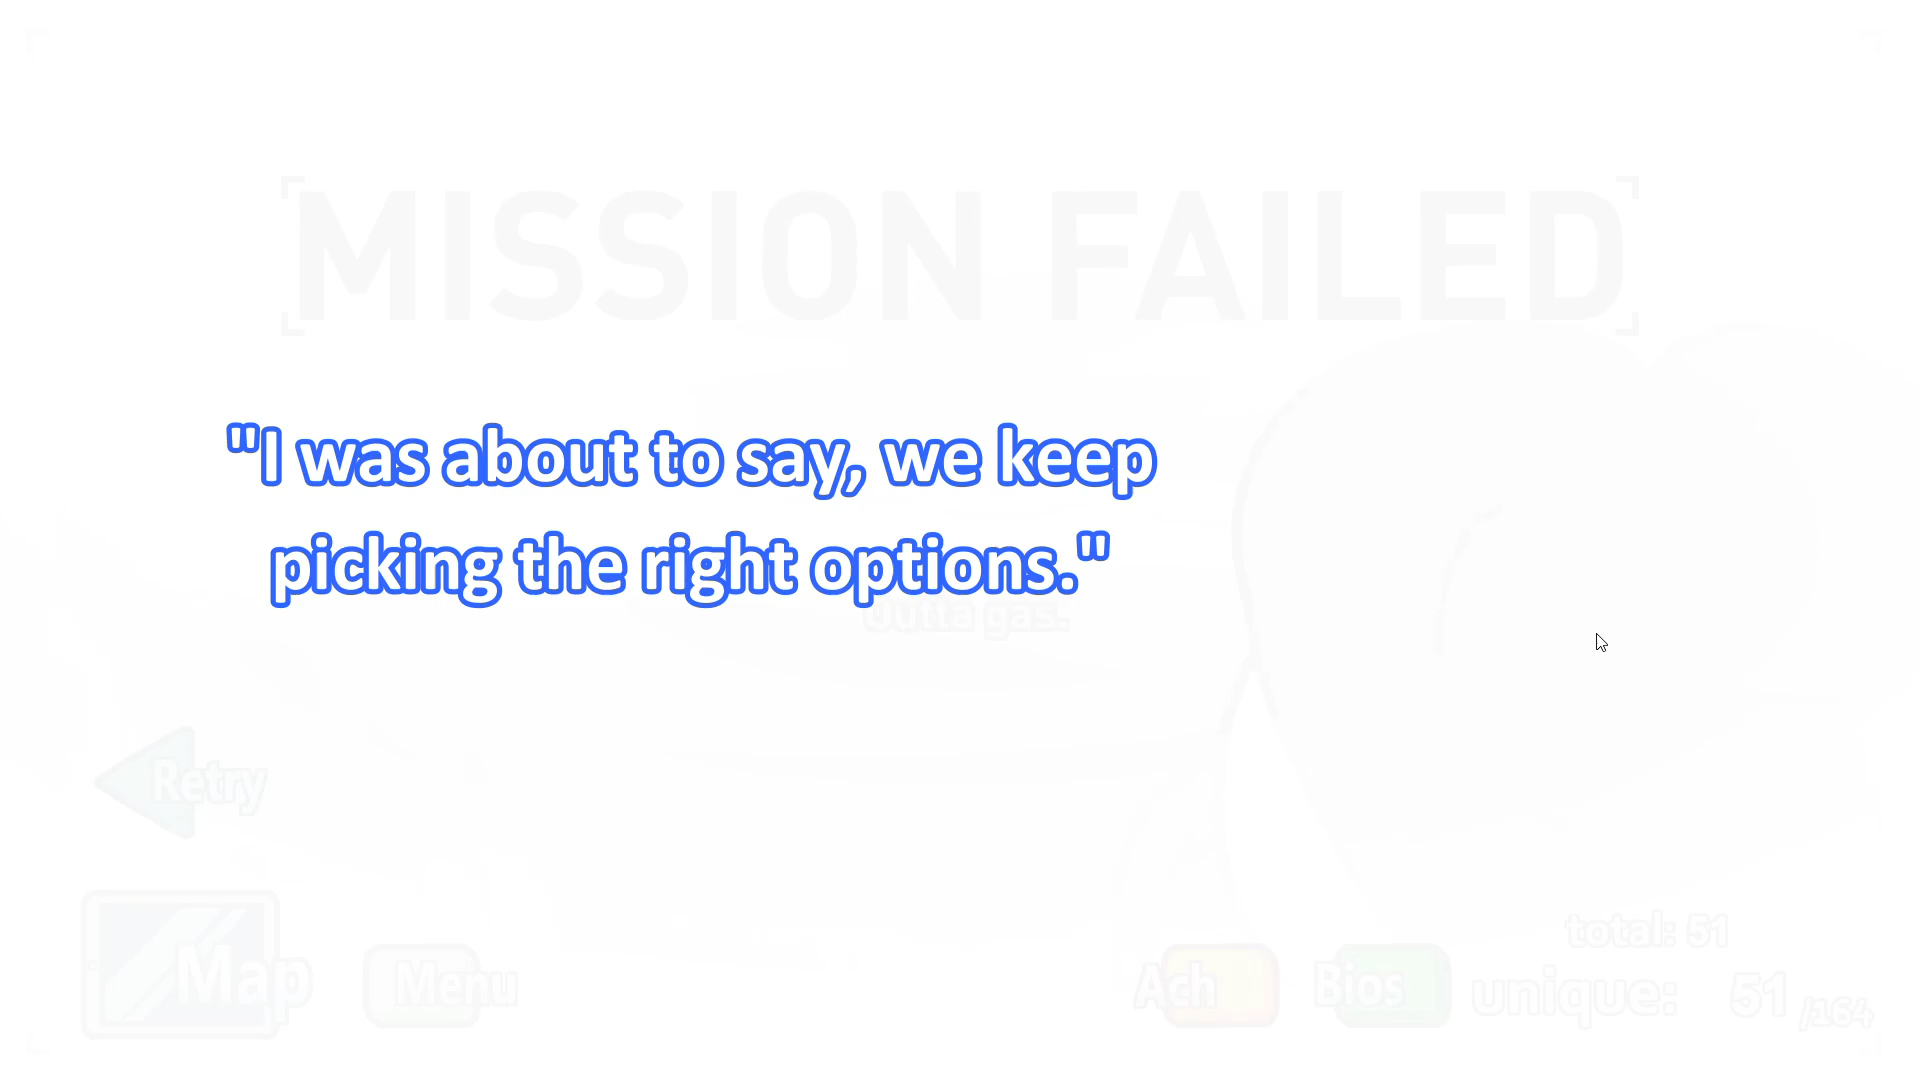 MISSION FAILED
"I was about to say, we keep
picking the right options."
Outta gas.
Retry
Map
Menu
Ach
Bios
total: 51
unique: 51 /164